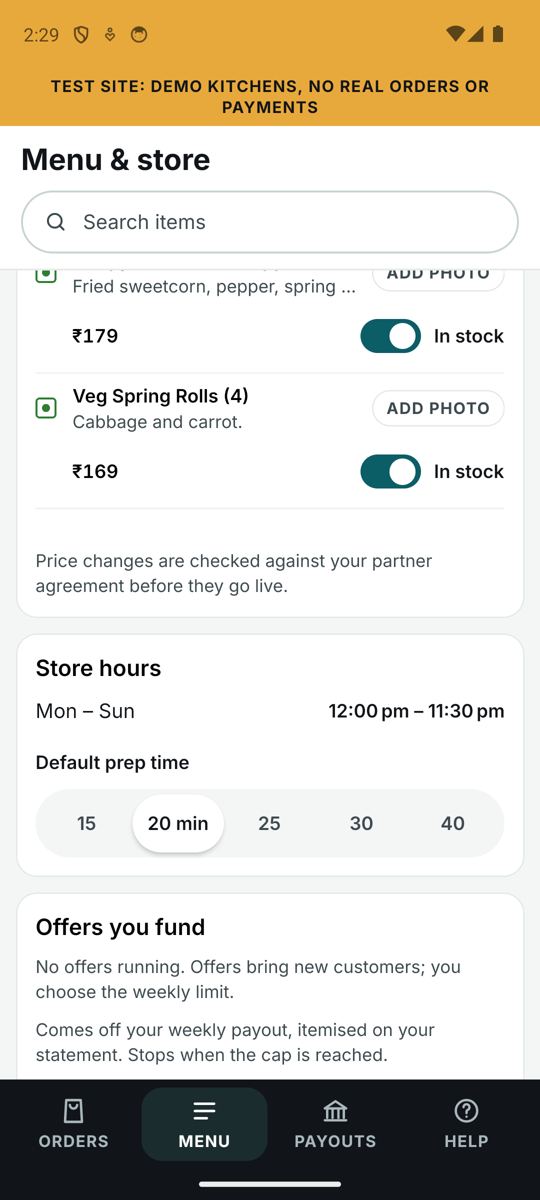 2:29
TEST SITE: DEMO KITCHENS, NO REAL ORDERS OR
PAYMENTS
Menu & store
Search items
ADD PHOTO
Fried sweetcorn, pepper, spring ...
₹179
In stock
Veg Spring Rolls (4)
ADD PHOTO
Cabbage and carrot.
₹169
In stock
Price changes are checked against your partner
agreement before they go live.
Store hours
Mon – Sun
12:00 pm – 11:30 pm
Default prep time
15
20 min
25
30
40
Offers you fund
No offers running. Offers bring new customers; you
choose the weekly limit.
Comes off your weekly payout, itemised on your
statement. Stops when the cap is reached.
ORDERS
MENU
PAYOUTS
HELP